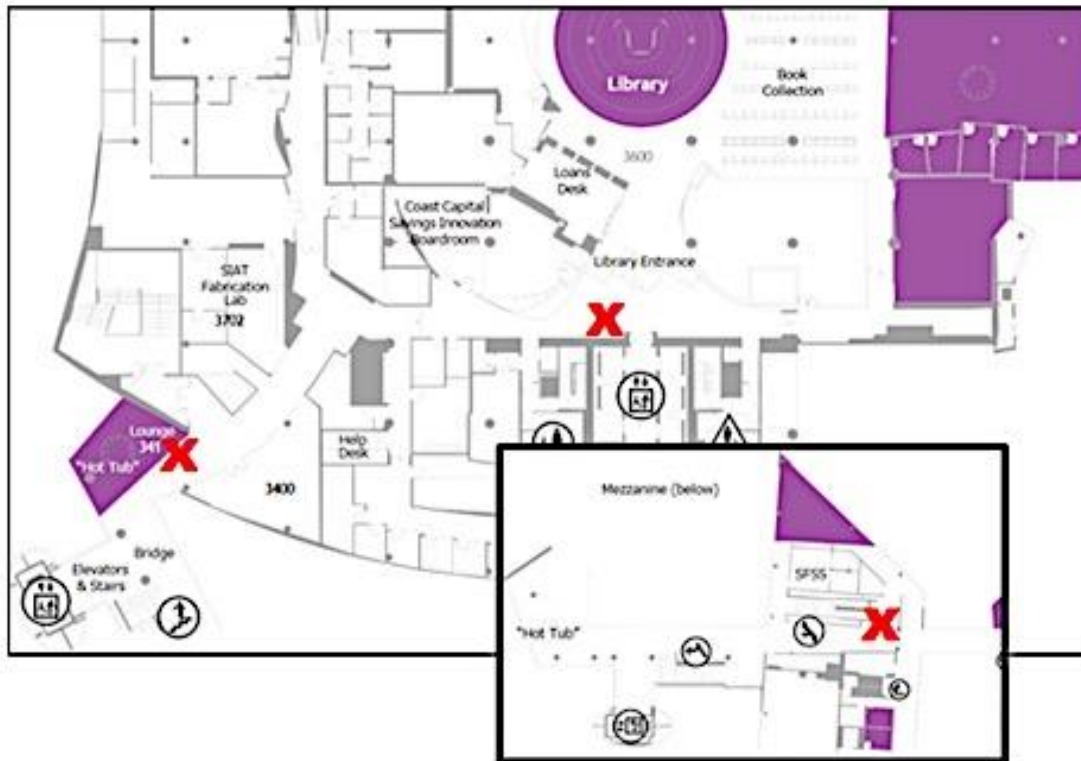 Library
Book
Collection
3600
Loans
Desk
Coast Capital
Savings Innovation
Boardroom
Library Entrance
SIAT
Fabrication
Lab
3702
Lounge
341
"Hot Tub"
Help
Desk
3400
Bridge
Elevators
& Stairs
Mezzanine (below)
SFSS
"Hot Tub"